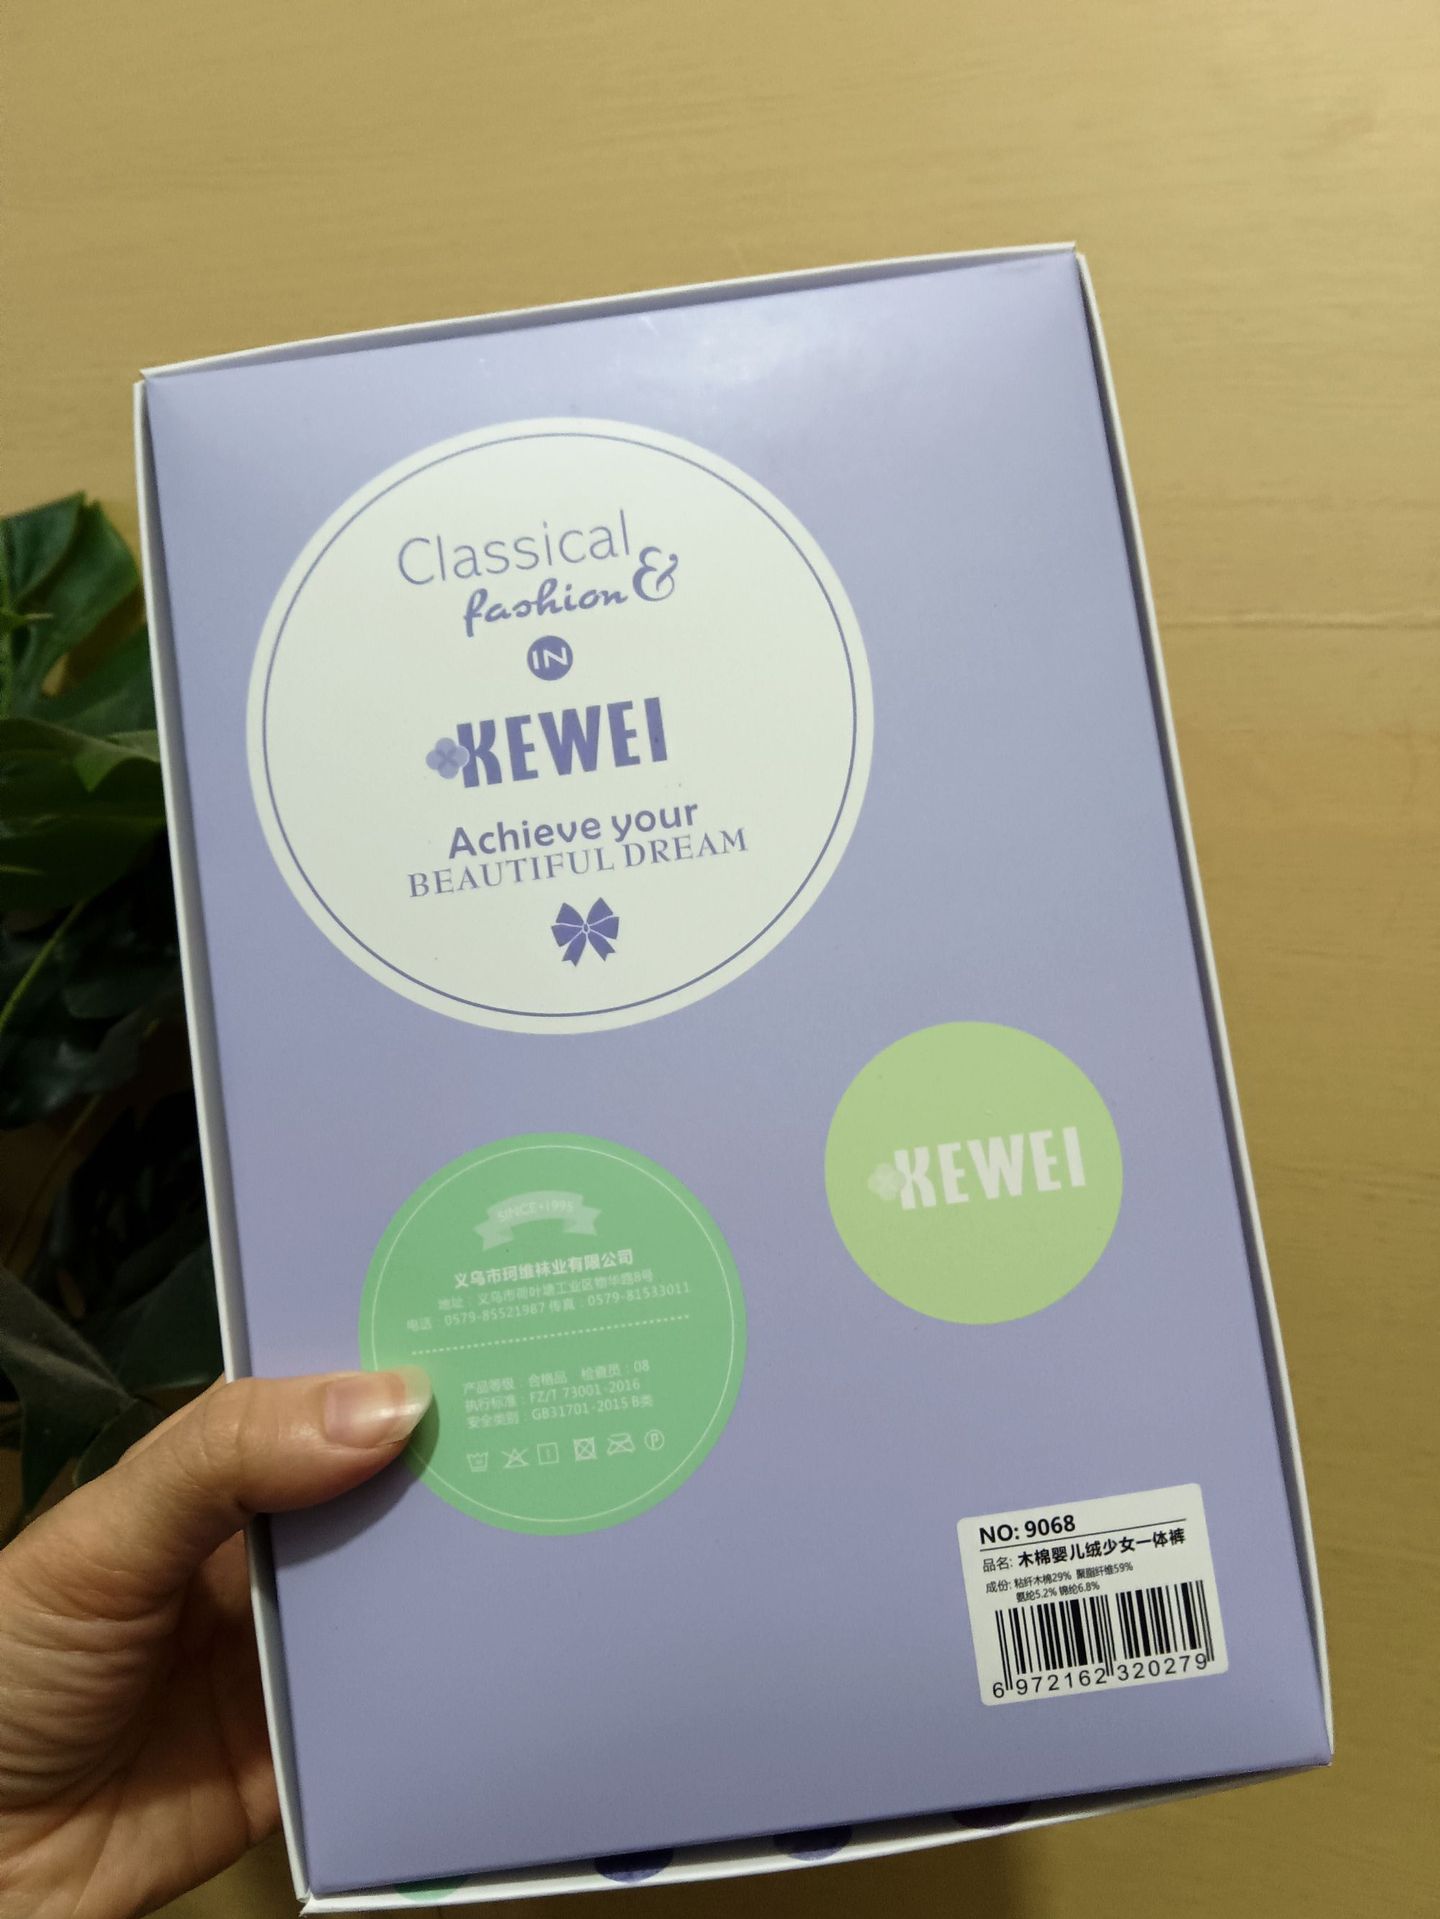 Classical
fashion &
IN
KEWEI
Achieve your
BEAUTIFUL DREAM
KEWEI
SINCE•1995
义乌市珂维袜业有限公司
地址：义乌市荷叶塘工业区物华路8号
电话：0579-85521987 传真：0579-81533011
产品等级：合格品 检查员：08
执行标准：FZ/T 73001-2016
安全类别：GB31701-2015 B类
NO: 9068
品名: 木棉婴儿绒少女一体裤
成份: 粘纤木棉29% 聚酯纤维59%
氨纶5.2% 锦纶6.8%
6 972162 320279